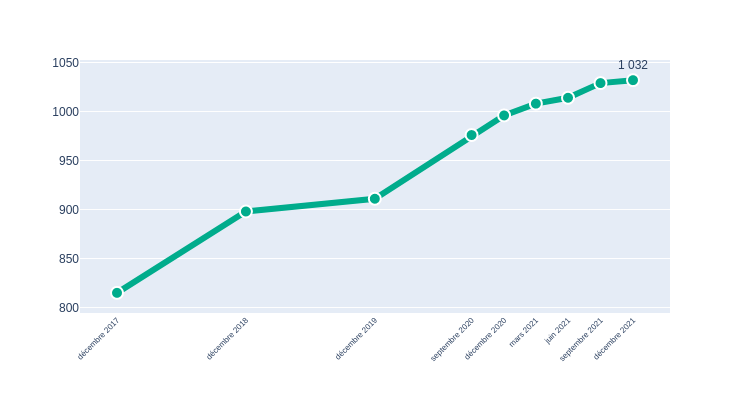 1050
1 032
1000
950
900
850
800
décembre 2017
décembre 2018
décembre 2019
septembre 2020
décembre 2020
mars 2021
juin 2021
septembre 2021
décembre 2021